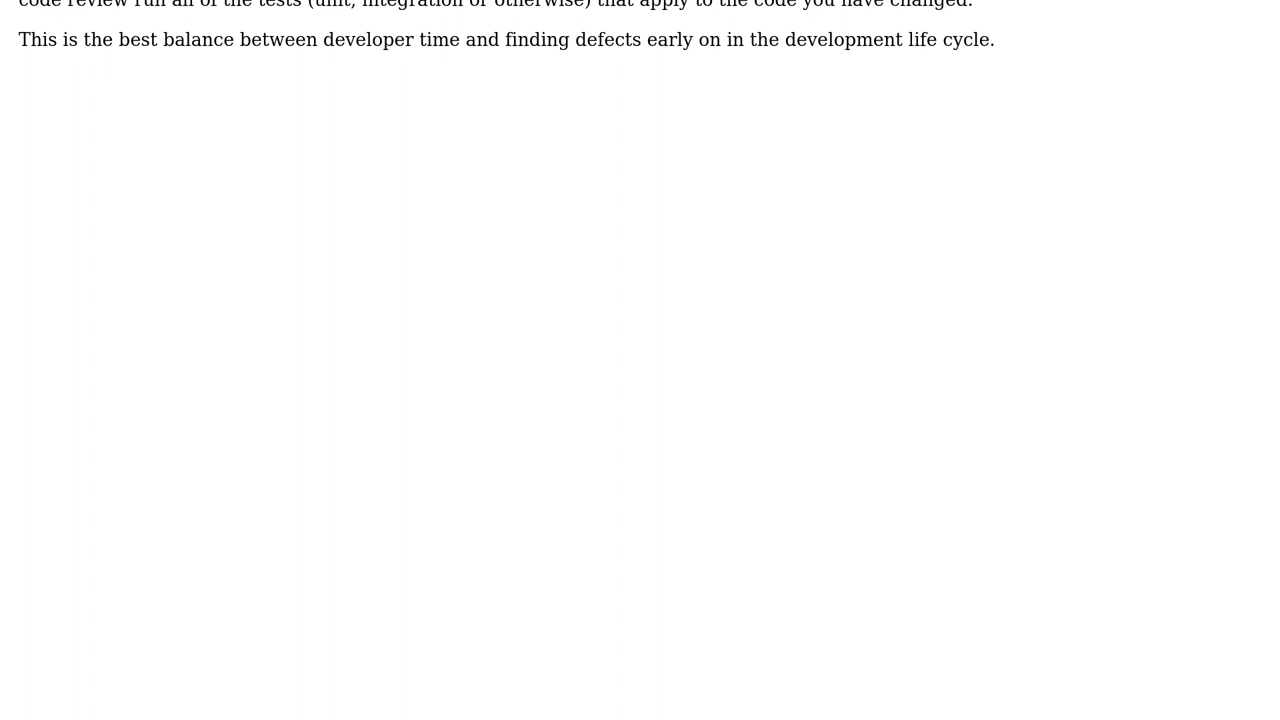 code review run all of the tests (unit, integration or otherwise) that apply to the code you have changed.
This is the best balance between developer time and finding defects early on in the development life cycle.